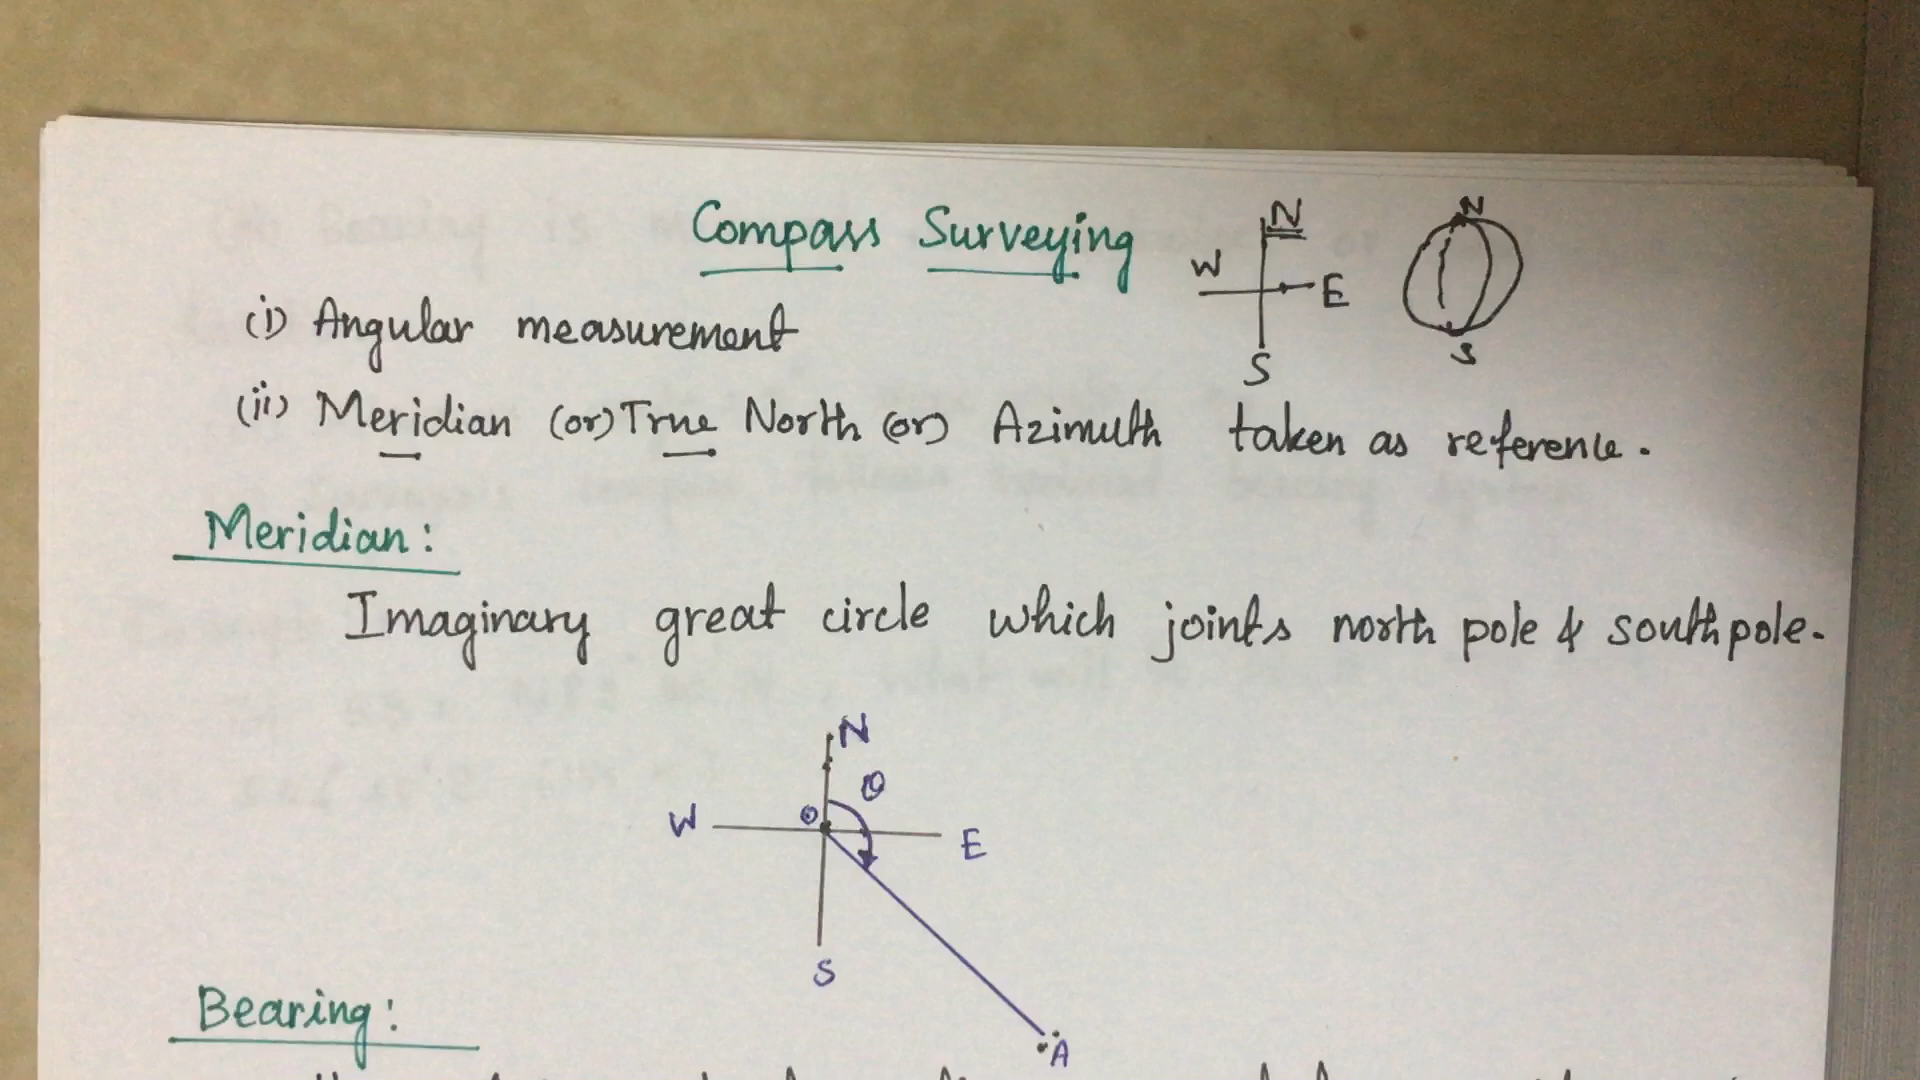 Compass Surveying
N
W
E
S
N
S
(i) Angular measurement
(ii) Meridian (or) True North (or) Azimuth taken as reference.
Meridian:
Imaginary great circle which joints north pole & south pole.
N
θ
O
W
E
S
A
Bearing: